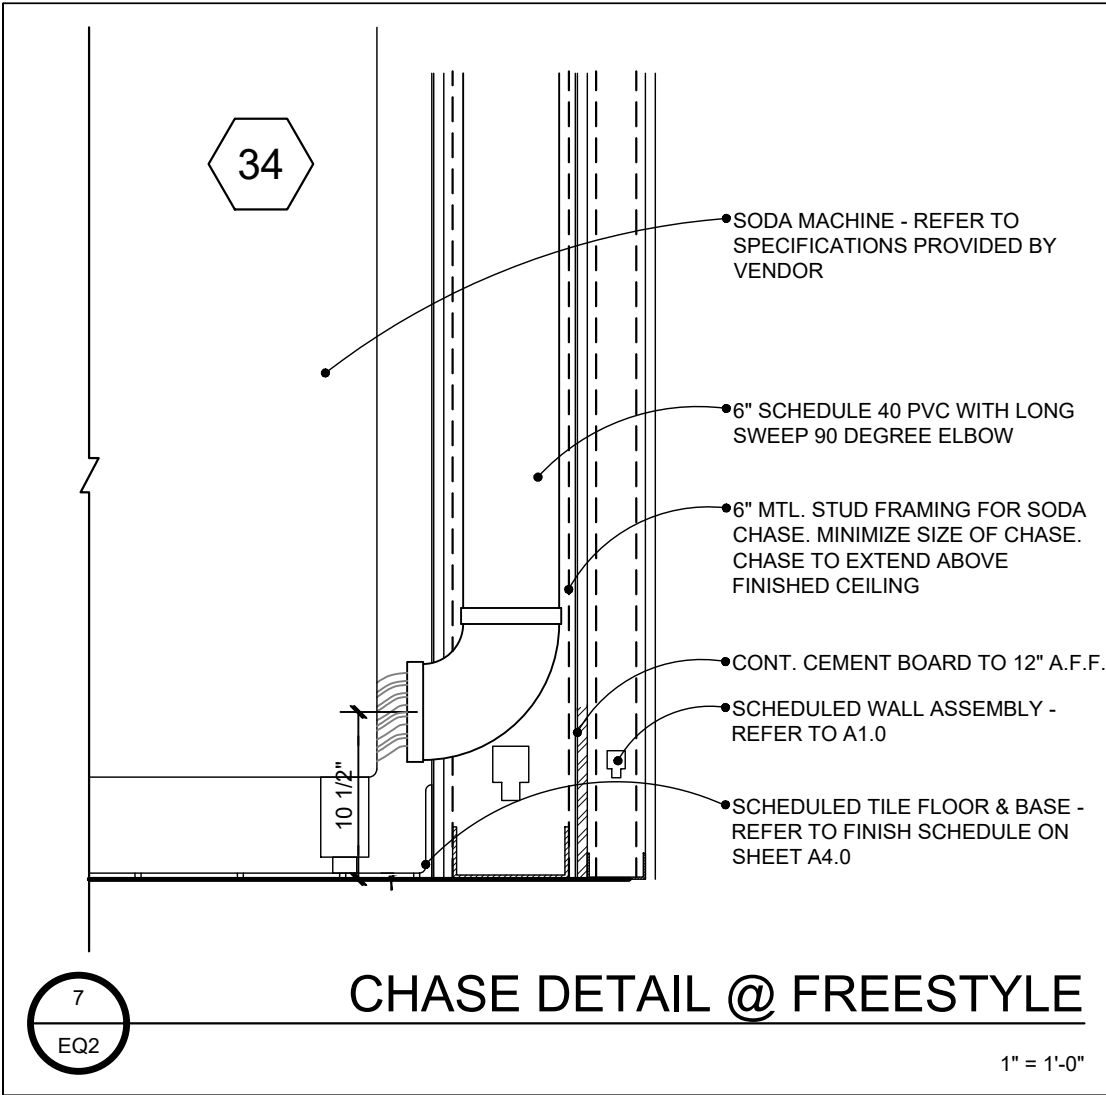 34
SODA MACHINE - REFER TO
SPECIFICATIONS PROVIDED BY
VENDOR
6" SCHEDULE 40 PVC WITH LONG
SWEEP 90 DEGREE ELBOW
6" MTL. STUD FRAMING FOR SODA
CHASE. MINIMIZE SIZE OF CHASE.
CHASE TO EXTEND ABOVE
FINISHED CEILING
CONT. CEMENT BOARD TO 12" A.F.F.
SCHEDULED WALL ASSEMBLY -
REFER TO A1.0
10 1/2"
SCHEDULED TILE FLOOR & BASE -
REFER TO FINISH SCHEDULE ON
SHEET A4.0
7
EQ2
CHASE DETAIL @ FREESTYLE
1" = 1'-0"